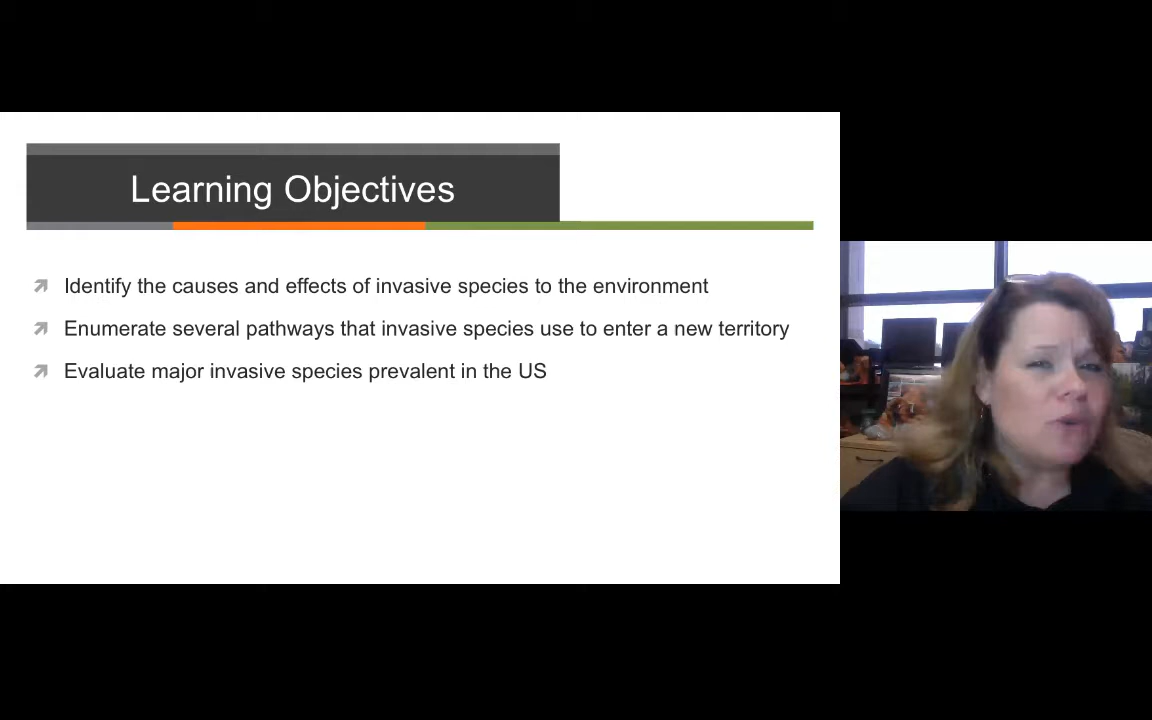 Learning Objectives
Identify the causes and effects of invasive species to the environment
Enumerate several pathways that invasive species use to enter a new territory
Evaluate major invasive species prevalent in the US